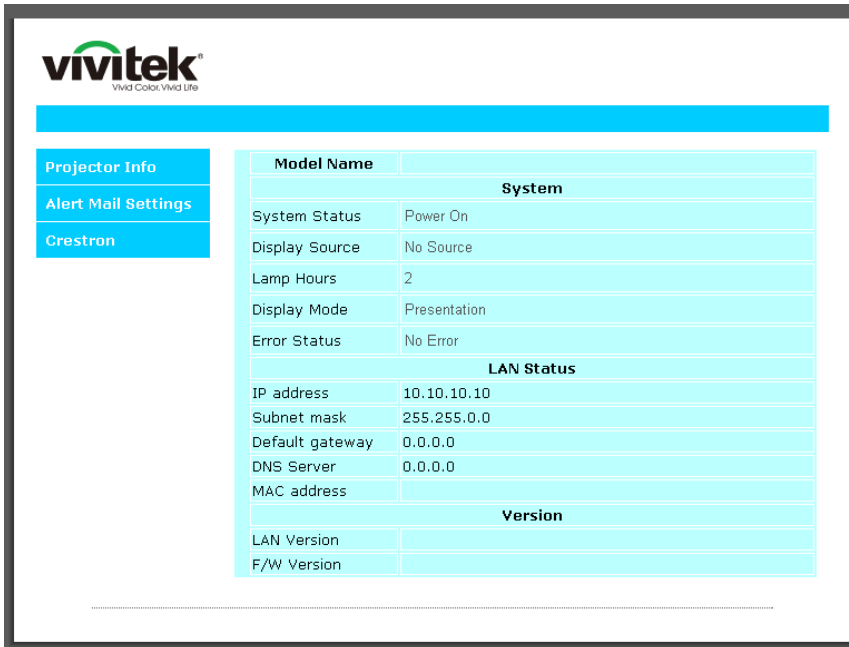 vivitek®
Vivid Color, Vivid Life
Projector Info
Alert Mail Settings
Crestron
Model Name
System
System Status Power On
Display Source No Source
Lamp Hours 2
Display Mode Presentation
Error Status No Error
LAN Status
IP address 10.10.10.10
Subnet mask 255.255.0.0
Default gateway 0.0.0.0
DNS Server 0.0.0.0
MAC address
Version
LAN Version
F/W Version